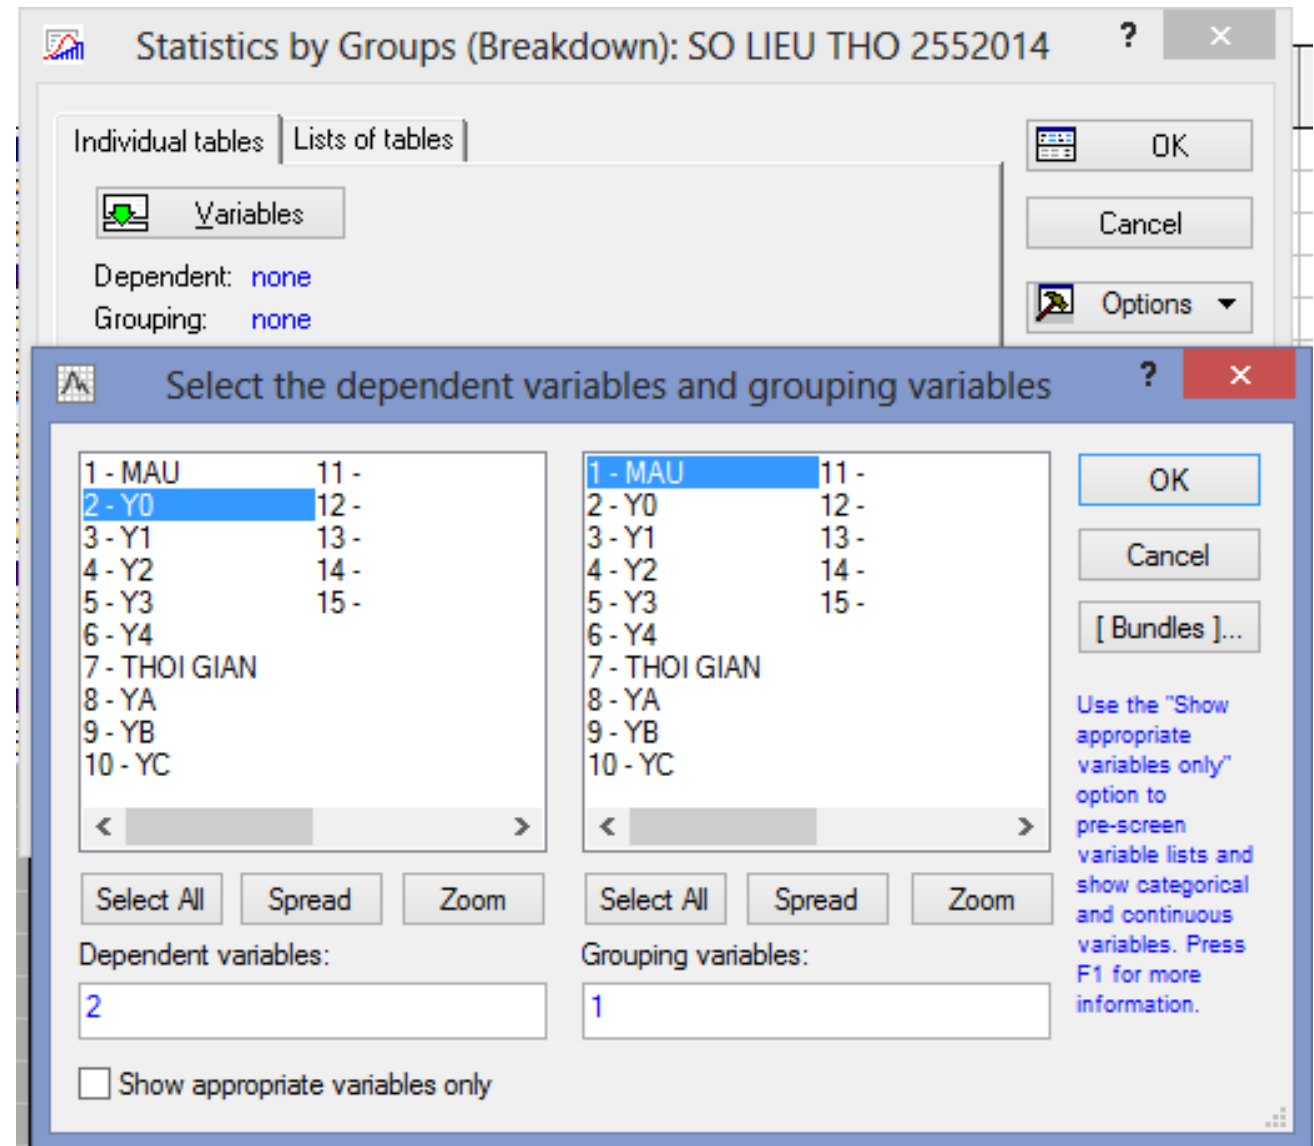 Statistics by Groups (Breakdown): SO LIEU THO 2552014 ?
Individual tables Lists of tables
OK
Variables
Cancel
Dependent: none
Options
Grouping: none
Select the dependent variables and grouping variables ?
1 - MAU 11 -
2 - Y0 12 -
3 - Y1 13 -
4 - Y2 14 -
5 - Y3 15 -
6 - Y4
7 - THOI GIAN
8 - YA
9 - YB
10 - YC
Select All Spread Zoom
Dependent variables:
2
Show appropriate variables only
1 - MAU 11 -
2 - Y0 12 -
3 - Y1 13 -
4 - Y2 14 -
5 - Y3 15 -
6 - Y4
7 - THOI GIAN
8 - YA
9 - YB
10 - YC
Select All Spread Zoom
Grouping variables:
1
OK
Cancel
[ Bundles ]...
Use the "Show
appropriate
variables only"
option to
pre-screen
variable lists and
show categorical
and continuous
variables. Press
F1 for more
information.